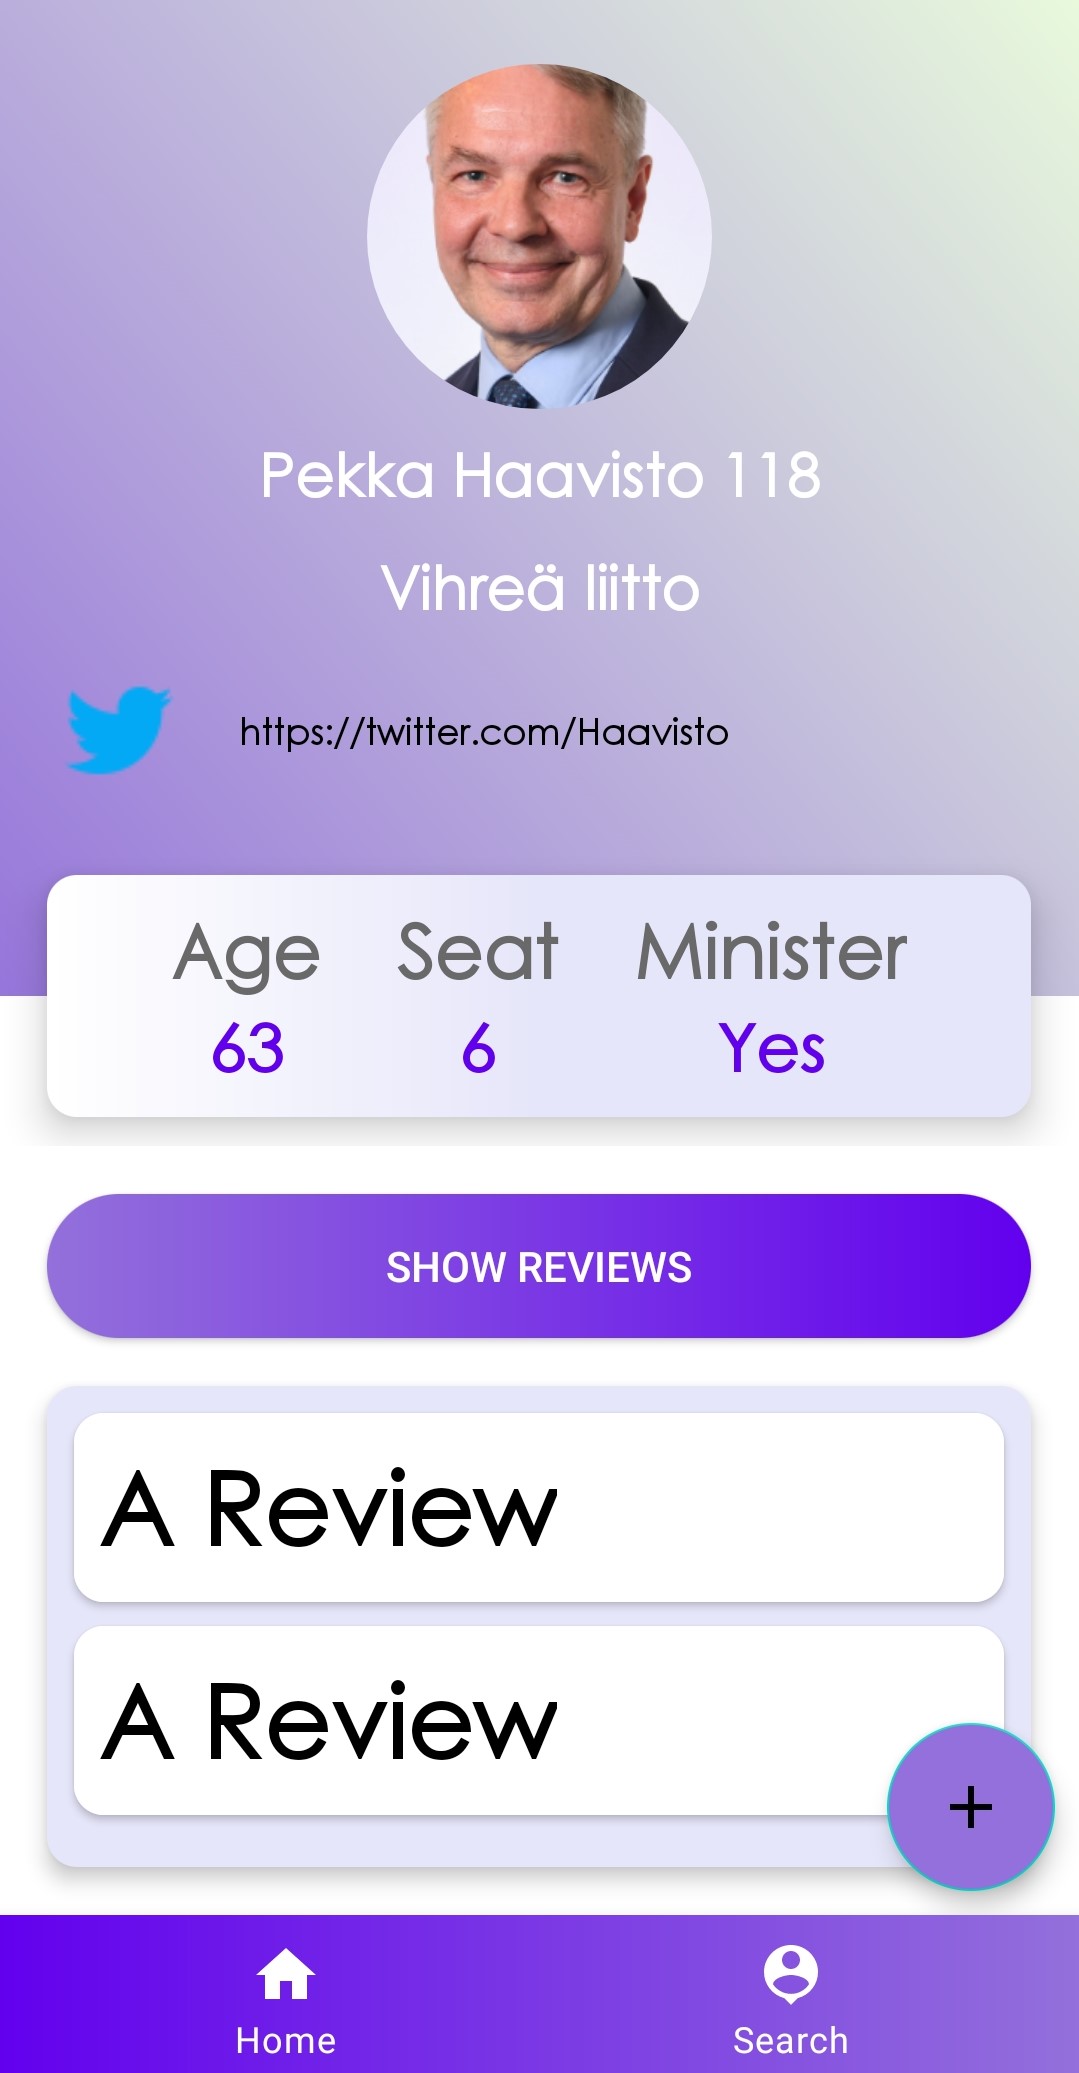 Pekka Haavisto 118
Vihreä liitto
https://twitter.com/Haavisto
Age Seat Minister
63 6 Yes
SHOW REVIEWS
A Review
A Review
+
Home Search